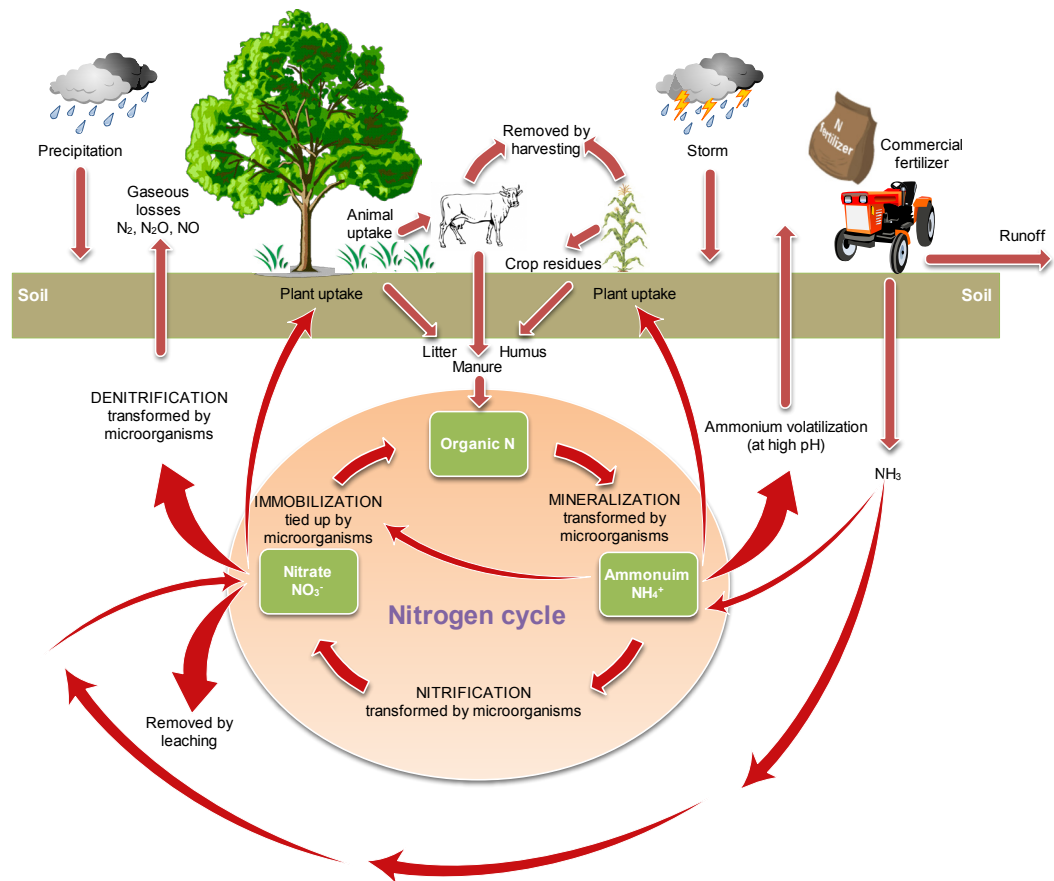 Precipitation
Gaseous
losses
N₂, N₂O, NO
Animal
uptake
Removed by
harvesting
Storm
N
fertilizer
Commercial
fertilizer
Runoff
Crop residues
Soil
Plant uptake
Plant uptake
Soil
Litter
Manure
Humus
DENITRIFICATION
transformed by
microorganisms
Organic N
Ammonium volatilization
(at high pH)
NH₃
IMMOBILIZATION
tied up by
microorganisms
MINERALIZATION
transformed by
microorganisms
Nitrate
NO₃⁻
Ammonuim
NH₄⁺
Nitrogen cycle
NITRIFICATION
transformed by microorganisms
Removed by
leaching